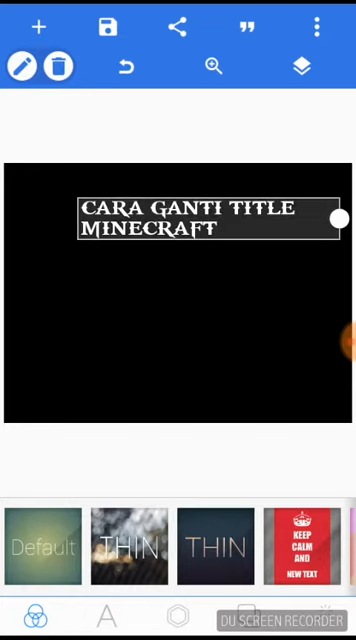 CARA GANTI TITLE
MINECRAFT
Default
THIN
THIN
KEEP
CALM
AND
NEW TEXT
A
DU SCREEN RECORDER